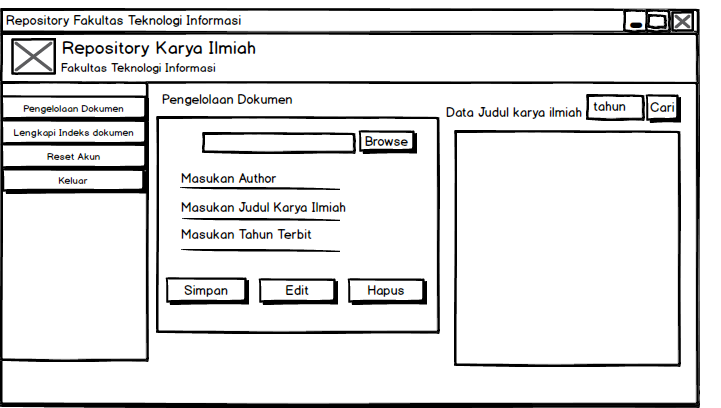 Repository Fakultas Teknologi Informasi
Repository Karya Ilmiah
Fakultas Teknologi Informasi
Pengelolaan Dokumen
Lengkapi Indeks dokumen
Reset Akun
Keluar
Pengelolaan Dokumen
Browse
Masukan Author
Masukan Judul Karya Ilmiah
Masukan Tahun Terbit
Simpan Edit Hapus
Data Judul karya ilmiah tahun Cari